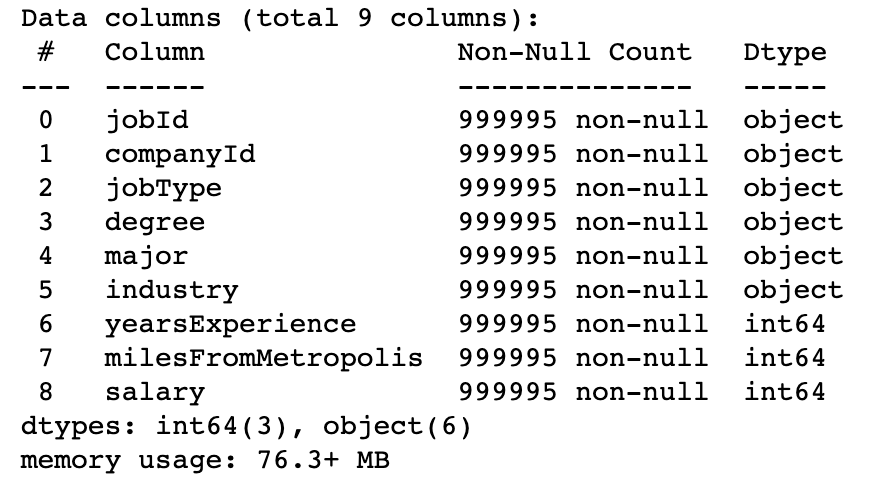 Data columns (total 9 columns):
 #   Column               Non-Null Count   Dtype
---  ------               --------------   -----
 0   jobId                999995 non-null  object
 1   companyId            999995 non-null  object
 2   jobType              999995 non-null  object
 3   degree               999995 non-null  object
 4   major                999995 non-null  object
 5   industry             999995 non-null  object
 6   yearsExperience      999995 non-null  int64
 7   milesFromMetropolis  999995 non-null  int64
 8   salary               999995 non-null  int64
dtypes: int64(3), object(6)
memory usage: 76.3+ MB